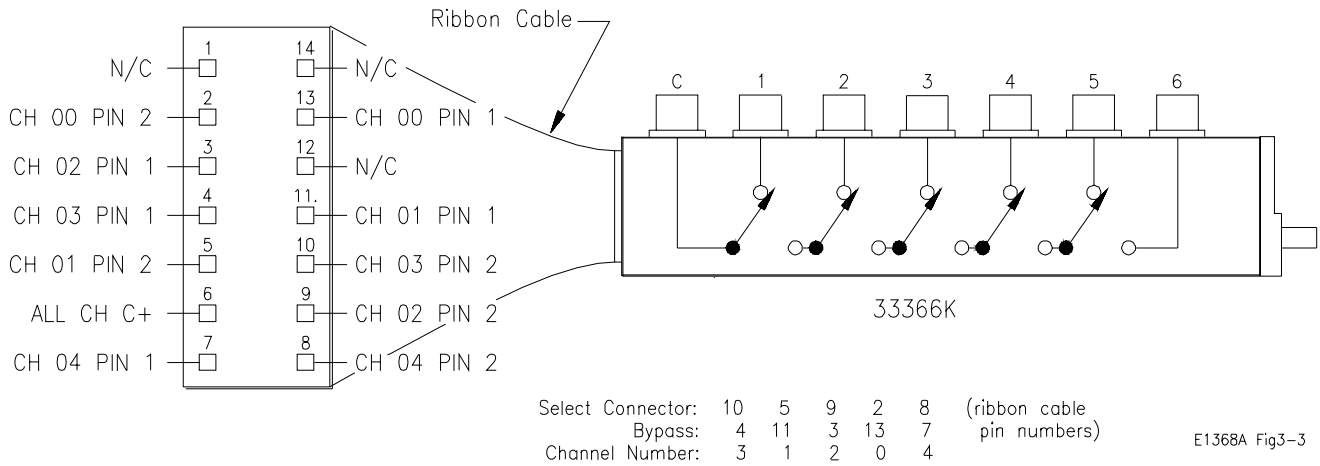 Ribbon Cable
1 14
N/C N/C
2 13
CH 00 PIN 2 CH 00 PIN 1
3 12
CH 02 PIN 1 N/C
4 11.
CH 03 PIN 1 CH 01 PIN 1
5 10
CH 01 PIN 2 CH 03 PIN 2
6 9
ALL CH C+ CH 02 PIN 2
7 8
CH 04 PIN 1 CH 04 PIN 2
C 1 2 3 4 5 6
33366K
Select Connector: 10 5 9 2 8 (ribbon cable
Bypass: 4 11 3 13 7 pin numbers)
Channel Number: 3 1 2 0 4
E1368A Fig3-3